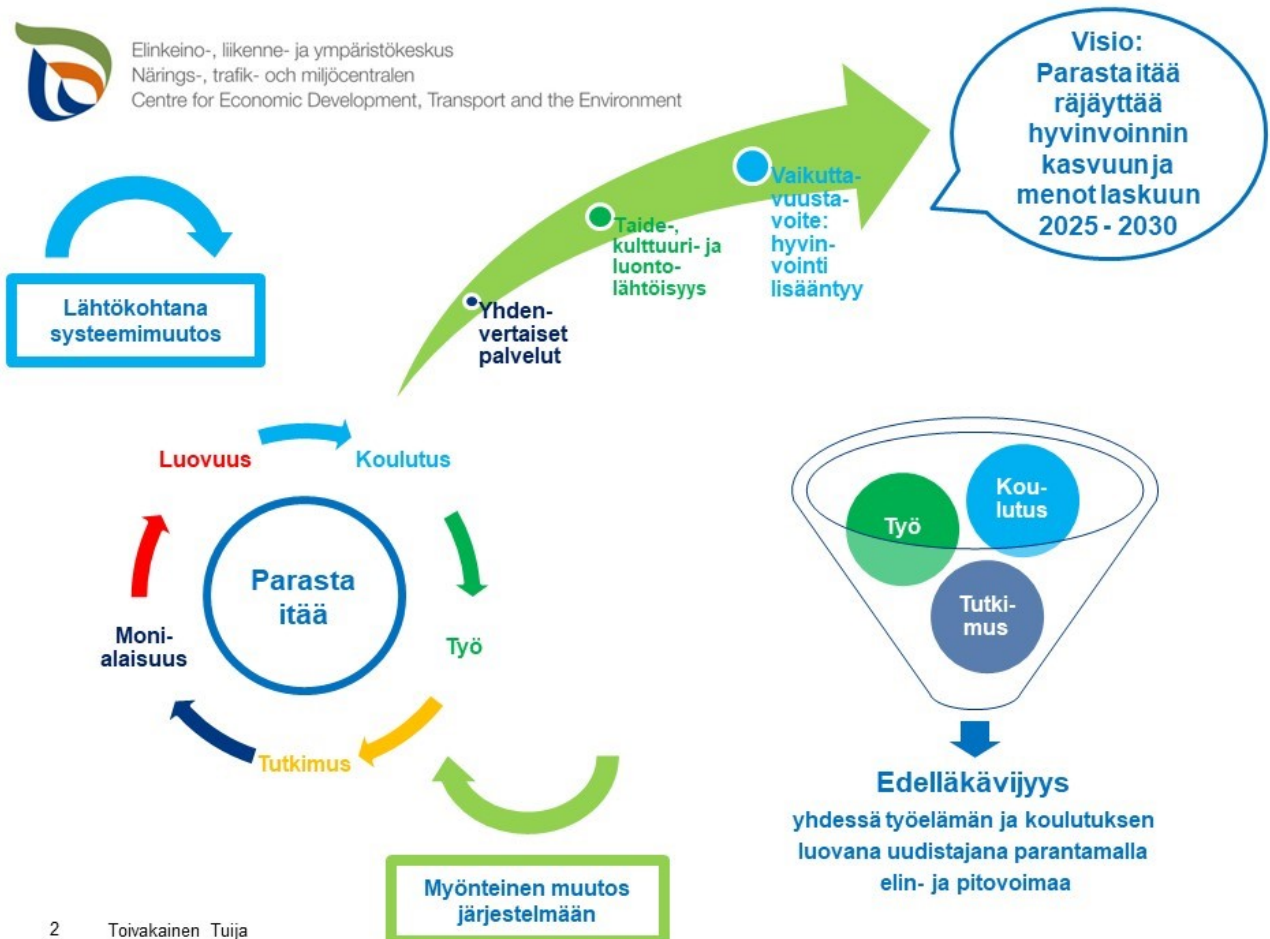 Elinkeino-, liikenne- ja ympäristökeskus
Närings-, trafik- och miljöcentralen
Centre for Economic Development, Transport and the Environment
Visio:
Parasta itää
räjäyttää
hyvinvoinnin
kasvuun ja
menot laskuun
2025 - 2030
Vaikutta-
vuusta-
voite:
hyvin-
vointi
lisääntyy
Taide-,
kulttuuri- ja
luonto-
lähtöisyys
Yhden-
vertaiset
palvelut
Lähtökohtana
systeemimuutos
Luovuus
Koulutus
Työ
Tutkimus
Moni-
alaisuus
Parasta
itää
Myönteinen muutos
järjestelmään
Työ
Kou-
lutus
Tutki-
mus
Edelläkävijyys
yhdessä työelämän ja koulutuksen
luovana uudistajana parantamalla
elin- ja pitovoimaa
2 Toivakainen Tuija